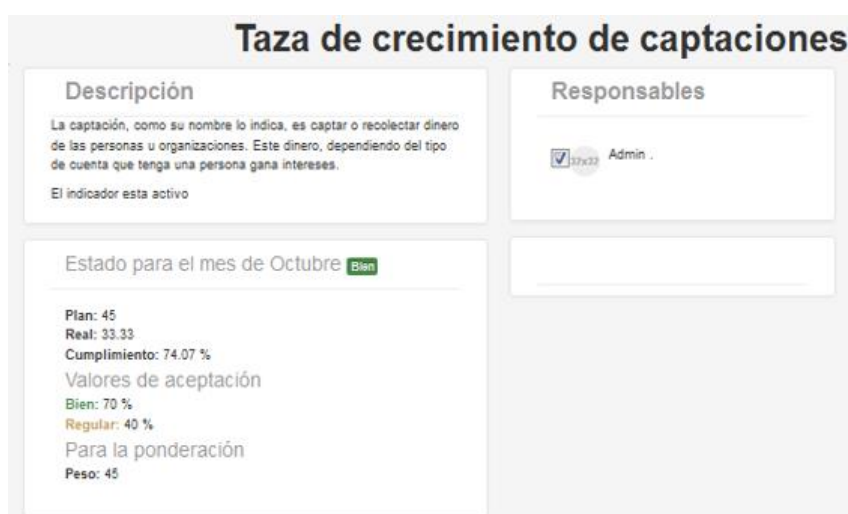 Taza de crecimiento de captaciones
Descripción
La captación, como su nombre lo indica, es captar o recolectar dinero
de las personas u organizaciones. Este dinero, dependiendo del tipo
de cuenta que tenga una persona gana intereses.
El indicador esta activo
Responsables
32x32 Admin .
Estado para el mes de Octubre Bien
Plan: 45
Real: 33.33
Cumplimiento: 74.07 %
Valores de aceptación
Bien: 70 %
Regular: 40 %
Para la ponderación
Peso: 45